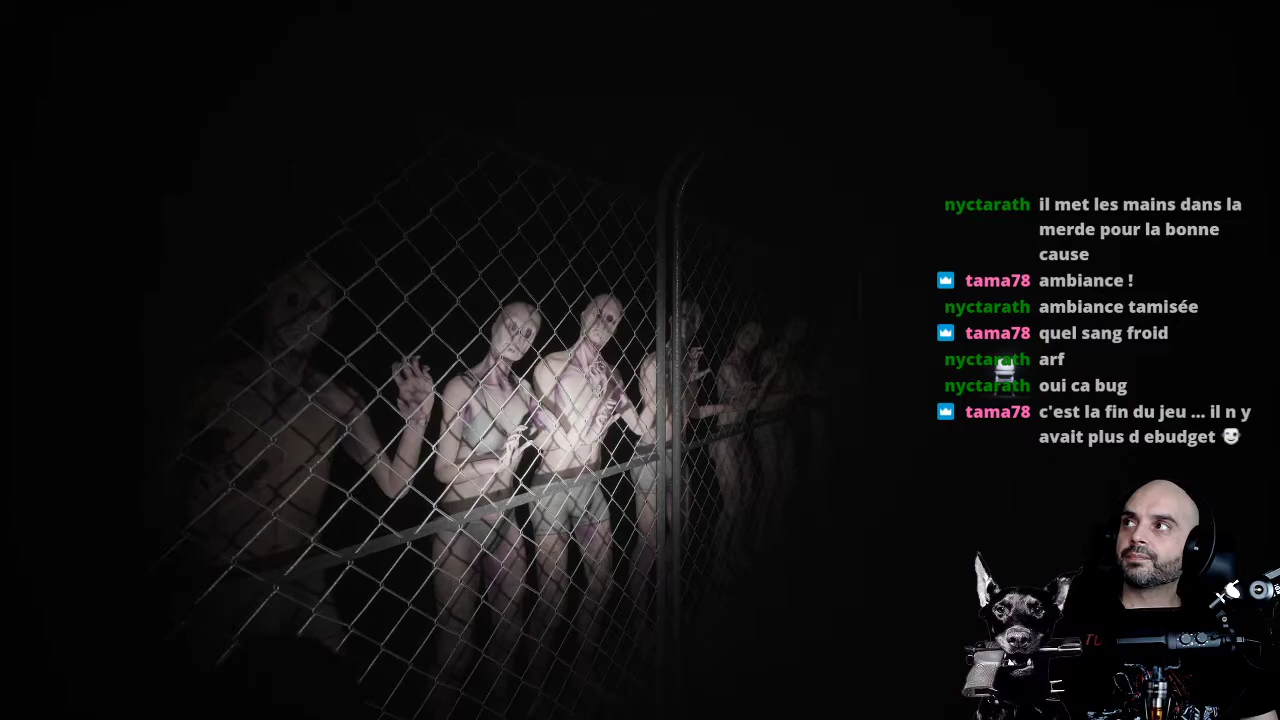 nyctarath il met les mains dans la
merde pour la bonne
cause
tama78 ambiance !
nyctarath ambiance tamisée
tama78 quel sang froid
nyctarath arf
nyctarath oui ca bug
tama78 c'est la fin du jeu ... il n y
avait plus d ebudget